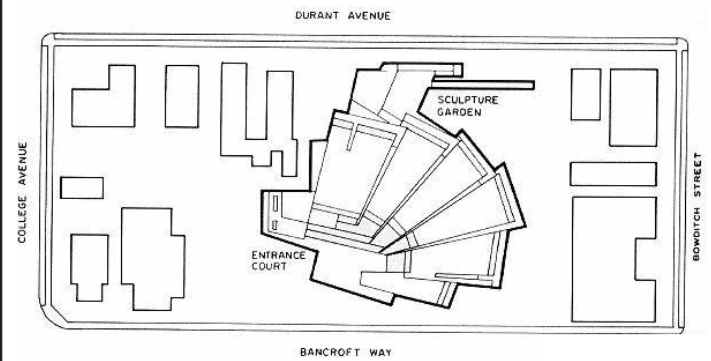 DURANT AVENUE
SCULPTURE
GARDEN
COLLEGE AVENUE
BOWDITCH STREET
ENTRANCE
COURT
BANCROFT WAY